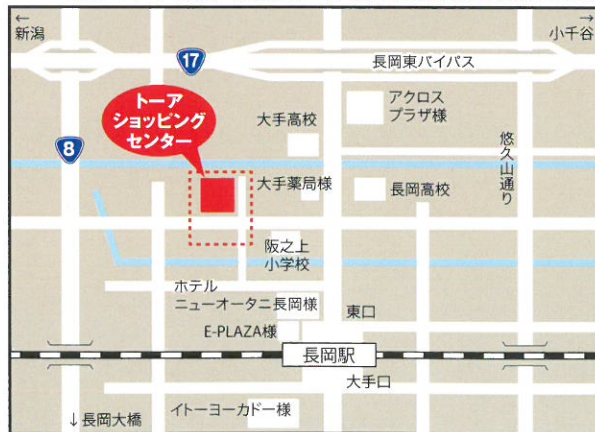 ←
新潟
→
小千谷
17
長岡東バイパス
トーア
ショッピング
センター
8
大手高校
アクロス
プラザ様
悠久山通り
大手薬局様
長岡高校
阪之上
小学校
ホテル
ニューオータニ長岡様
東口
E-PLAZA様
長岡駅
大手口
↓長岡大橋
イトーヨーカドー様